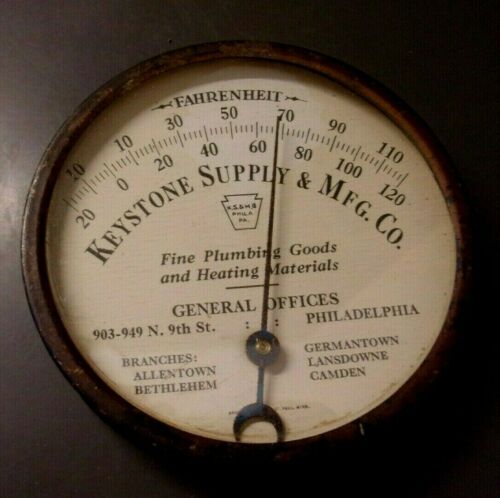 FAHRENHEIT
10 10 30 50 70 90 110
20 0 20 40 60 80 100 120
KEYSTONE SUPPLY & MFG. CO.
K.S.& M.Co
PHILA
PA.
Fine Plumbing Goods
and Heating Materials
GENERAL OFFICES
903-949 N. 9th St. : : PHILADELPHIA
BRANCHES: GERMANTOWN
ALLENTOWN LANSDOWNE
BETHLEHEM CAMDEN